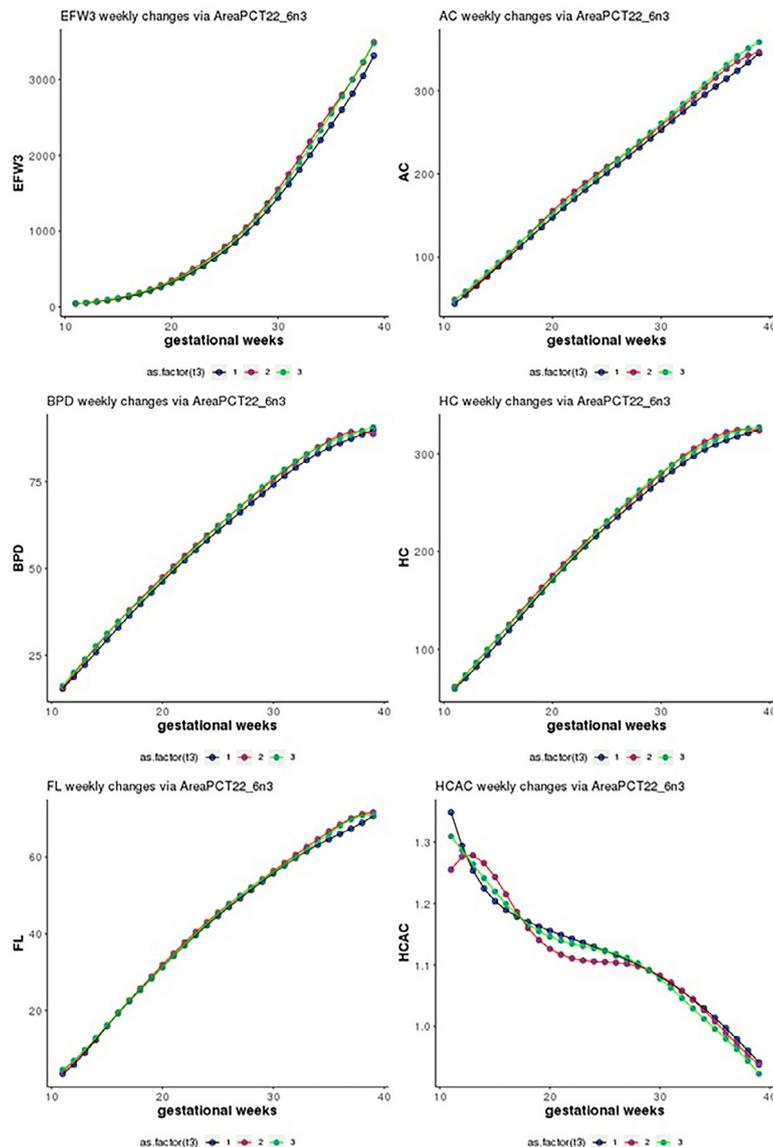 EFW3 weekly changes via AreaPCT22_6n3
3000
2000
1000
0
EFW3
10 20 30 40
gestational weeks
as.factor(t3) 1 2 3
AC weekly changes via AreaPCT22_6n3
300
200
100
AC
10 20 30 40
gestational weeks
as.factor(t3) 1 2 3
BPD weekly changes via AreaPCT22_6n3
75
50
25
BPD
10 20 30 40
gestational weeks
as.factor(t3) 1 2 3
HC weekly changes via AreaPCT22_6n3
300
200
100
HC
10 20 30 40
gestational weeks
as.factor(t3) 1 2 3
FL weekly changes via AreaPCT22_6n3
60
40
20
FL
10 20 30 40
gestational weeks
as.factor(t3) 1 2 3
HCAC weekly changes via AreaPCT22_6n3
1.3
1.2
1.1
1.0
HCAC
10 20 30 40
gestational weeks
as.factor(t3) 1 2 3